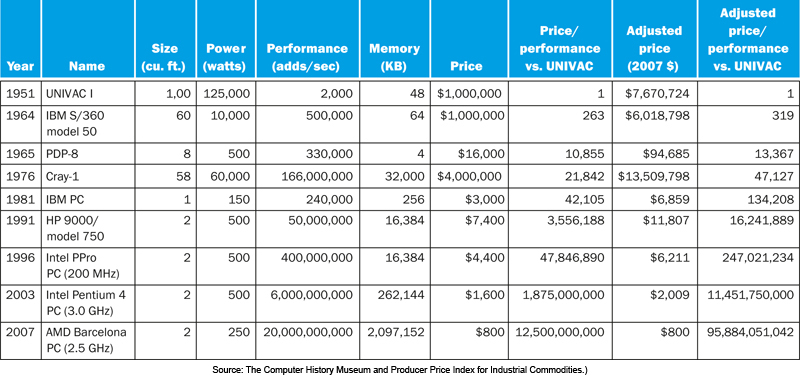 Year Name Size (cu. ft.) Power (watts) Performance (adds/sec) Memory (KB) Price Price/ performance vs. UNIVAC Adjusted price (2007 $) Adjusted price/ performance vs. UNIVAC
1951 UNIVAC I 1,00 125,000 2,000 48 $1,000,000 1 $7,670,724 1
1964 IBM S/360 model 50 60 10,000 500,000 64 $1,000,000 263 $6,018,798 319
1965 PDP-8 8 500 330,000 4 $16,000 10,855 $94,685 13,367
1976 Cray-1 58 60,000 166,000,000 32,000 $4,000,000 21,842 $13,509,798 47,127
1981 IBM PC 1 150 240,000 256 $3,000 42,105 $6,859 134,208
1991 HP 9000/ model 750 2 500 50,000,000 16,384 $7,400 3,556,188 $11,807 16,241,889
1996 Intel PPro PC (200 MHz) 2 500 400,000,000 16,384 $4,400 47,846,890 $6,211 247,021,234
2003 Intel Pentium 4 PC (3.0 GHz) 2 500 6,000,000,000 262,144 $1,600 1,875,000,000 $2,009 11,451,750,000
2007 AMD Barcelona PC (2.5 GHz) 2 250 20,000,000,000 2,097,152 $800 12,500,000,000 $800 95,884,051,042
Source: The Computer History Museum and Producer Price Index for Industrial Commodities.)